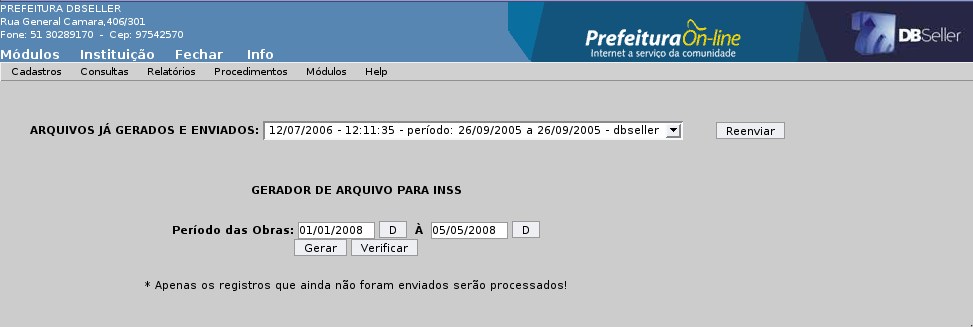 PREFEITURA DBSELLER
Rua General Camara,406/301
Fone: 51 30289170 - Cep: 97542570
Prefeitura On-line
Internet a serviço da comunidade
DBSeller
Módulos Instituição Fechar Info
Cadastros Consultas Relatórios Procedimentos Módulos Help
ARQUIVOS JÁ GERADOS E ENVIADOS: 12/07/2006 - 12:11:35 - período: 26/09/2005 a 26/09/2005 - dbseller Reenviar
GERADOR DE ARQUIVO PARA INSS
Período das Obras: 01/01/2008 D À 05/05/2008 D
Gerar Verificar
* Apenas os registros que ainda não foram enviados serão processados!